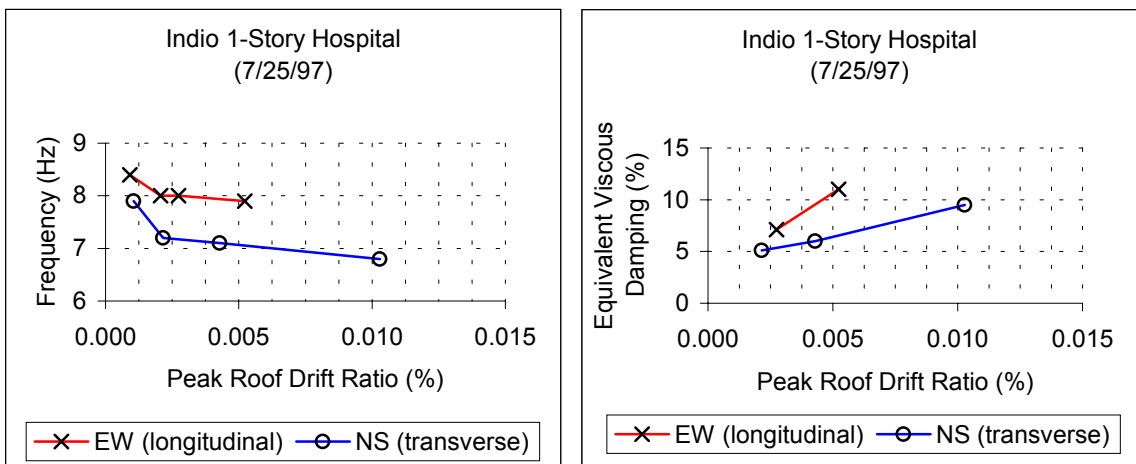 Indio 1-Story Hospital
(7/25/97)
Frequency (Hz)
9
8
7
6
0.000 0.005 0.010 0.015
Peak Roof Drift Ratio (%)
EW (longitudinal) NS (transverse)
Indio 1-Story Hospital
(7/25/97)
Equivalent Viscous
Damping (%)
15
10
5
0
0.000 0.005 0.010 0.015
Peak Roof Drift Ratio (%)
EW (longitudinal) NS (transverse)